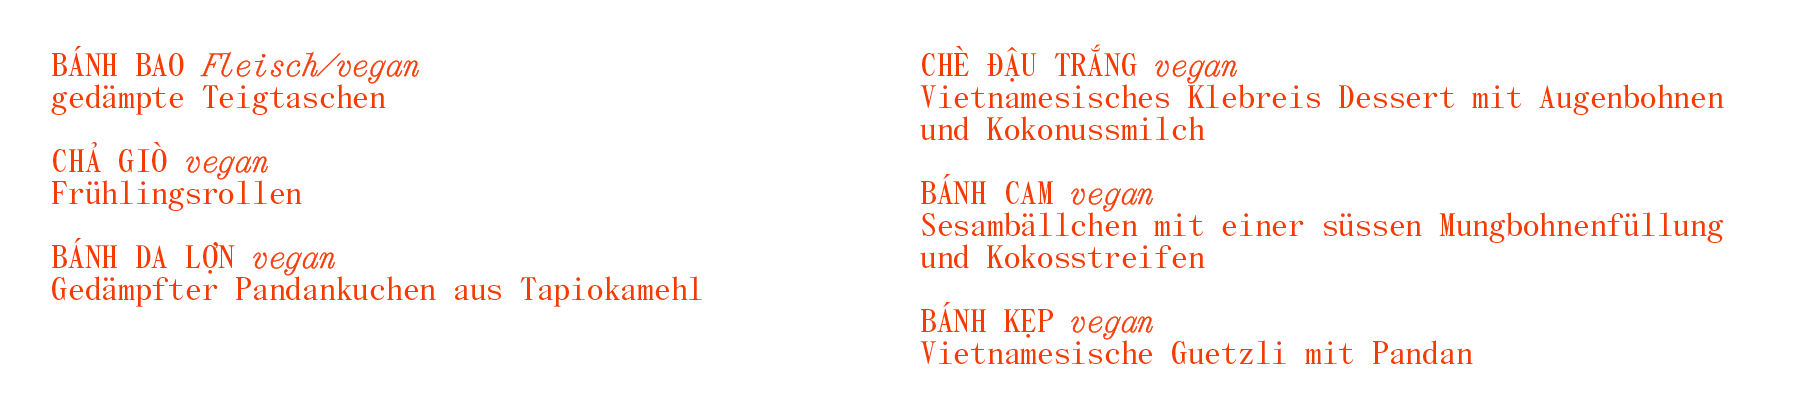 BÁNH BAO Fleisch/vegan
gedämpte Teigtaschen
CHẢ GIÒ vegan
Frühlingsrollen
BÁNH DA LỢN vegan
Gedämpfter Pandankuchen aus Tapiokamehl
CHÈ ĐẬU TRẮNG vegan
Vietnamesisches Klebreis Dessert mit Augenbohnen
und Kokonussmilch
BÁNH CAM vegan
Sesambällchen mit einer süssen Mungbohnenfüllung
und Kokosstreifen
BÁNH KẸP vegan
Vietnamesische Guetzli mit Pandan